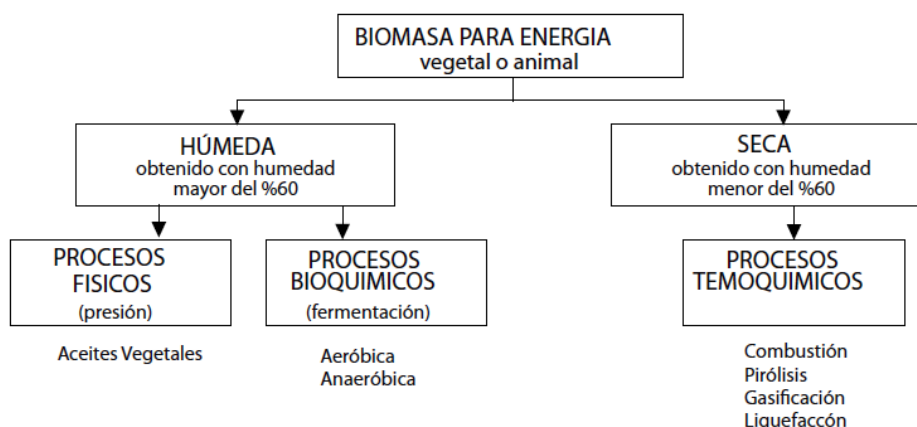 BIOMASA PARA ENERGIA
vegetal o animal
HÚMEDA
obtenido con humedad
mayor del %60
SECA
obtenido con humedad
menor del %60
PROCESOS
FISICOS
(presión)
PROCESOS
BIOQUIMICOS
(fermentación)
PROCESOS
TEMOQUIMICOS
Aceites Vegetales
Aeróbica
Anaeróbica
Combustión
Pirólisis
Gasificación
Liquefaccón